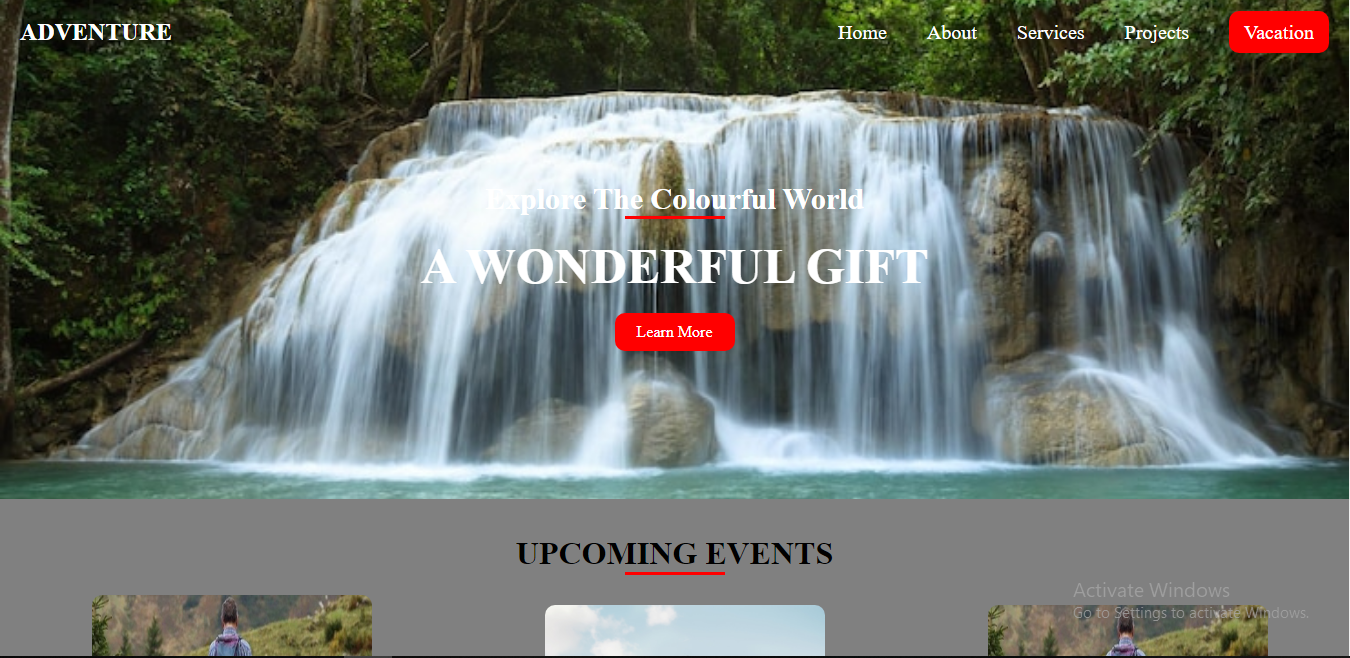 ADVENTURE
Home About Services Projects Vacation
Explore The Colourful World
A WONDERFUL GIFT
Learn More
UPCOMING EVENTS
Activate Windows
Go to Settings to activate Windows.